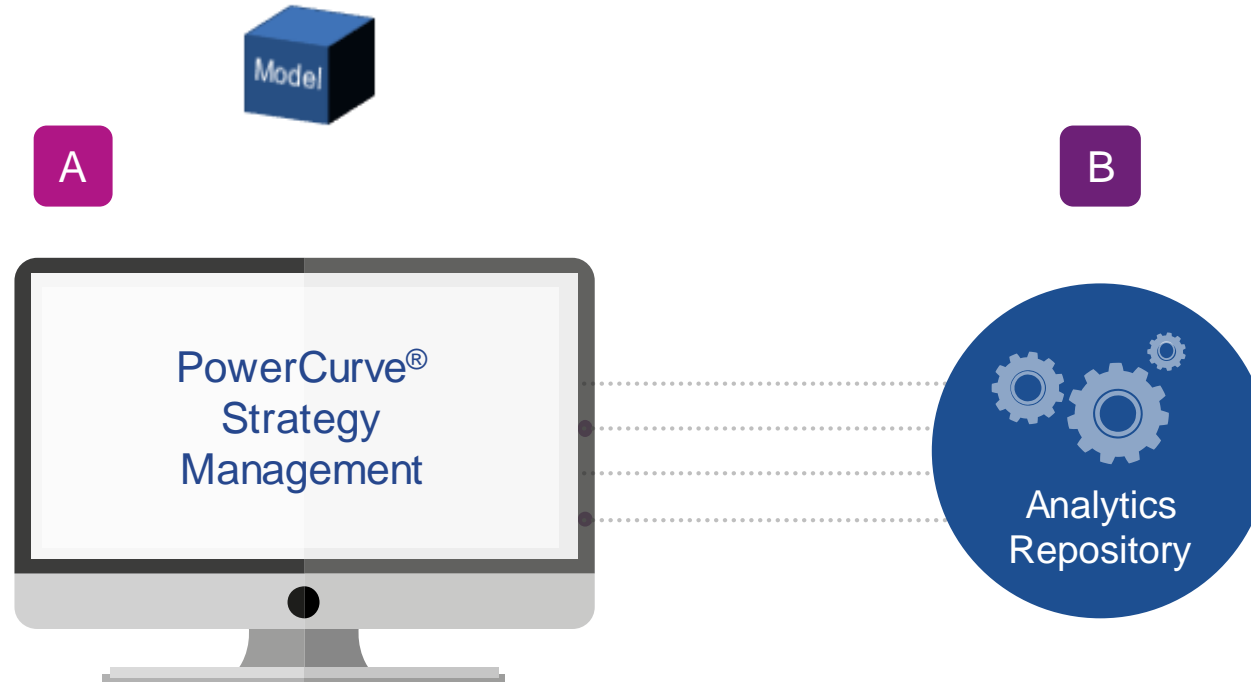 Model
A
B
PowerCurve®
Strategy
Management
Analytics
Repository